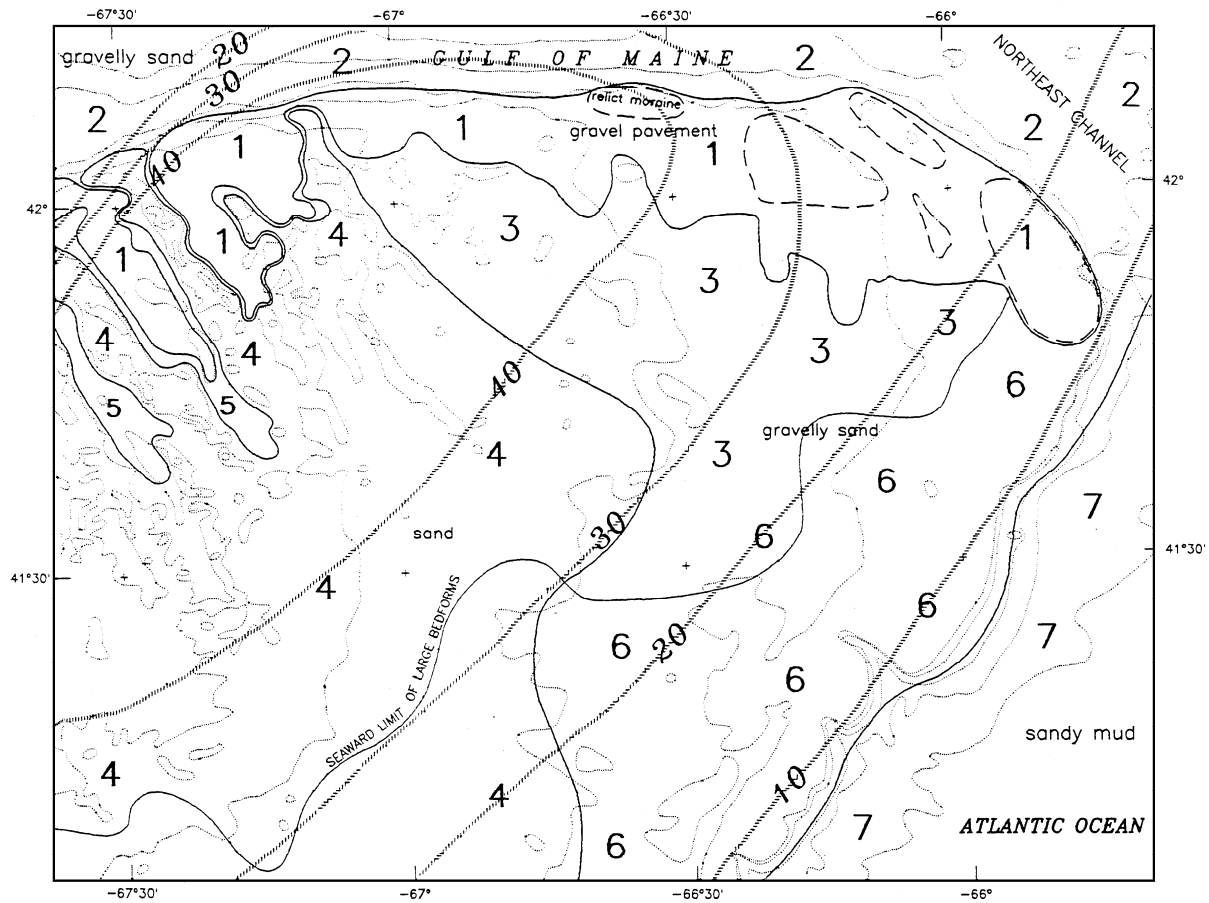 -67°30' -67° -66°30' -66°
gravelly sand 20 2 GULF OF MAINE 2 NORTHEAST CHANNEL
30 relict moraine 2
2 1 gravel pavement 2
40 1 1
42° 42°
1 4 3 1
1 3
4 4 3 3
40 6
5 5
4 gravelly sand
3 6
7
30 6
sand
41°30' 41°30'
4 6
SEAWARD LIMIT OF LARGE BEDFORMS
6 20 7
6
sandy mud
4 4 10
6 7 ATLANTIC OCEAN
-67°30' -67° -66°30' -66°